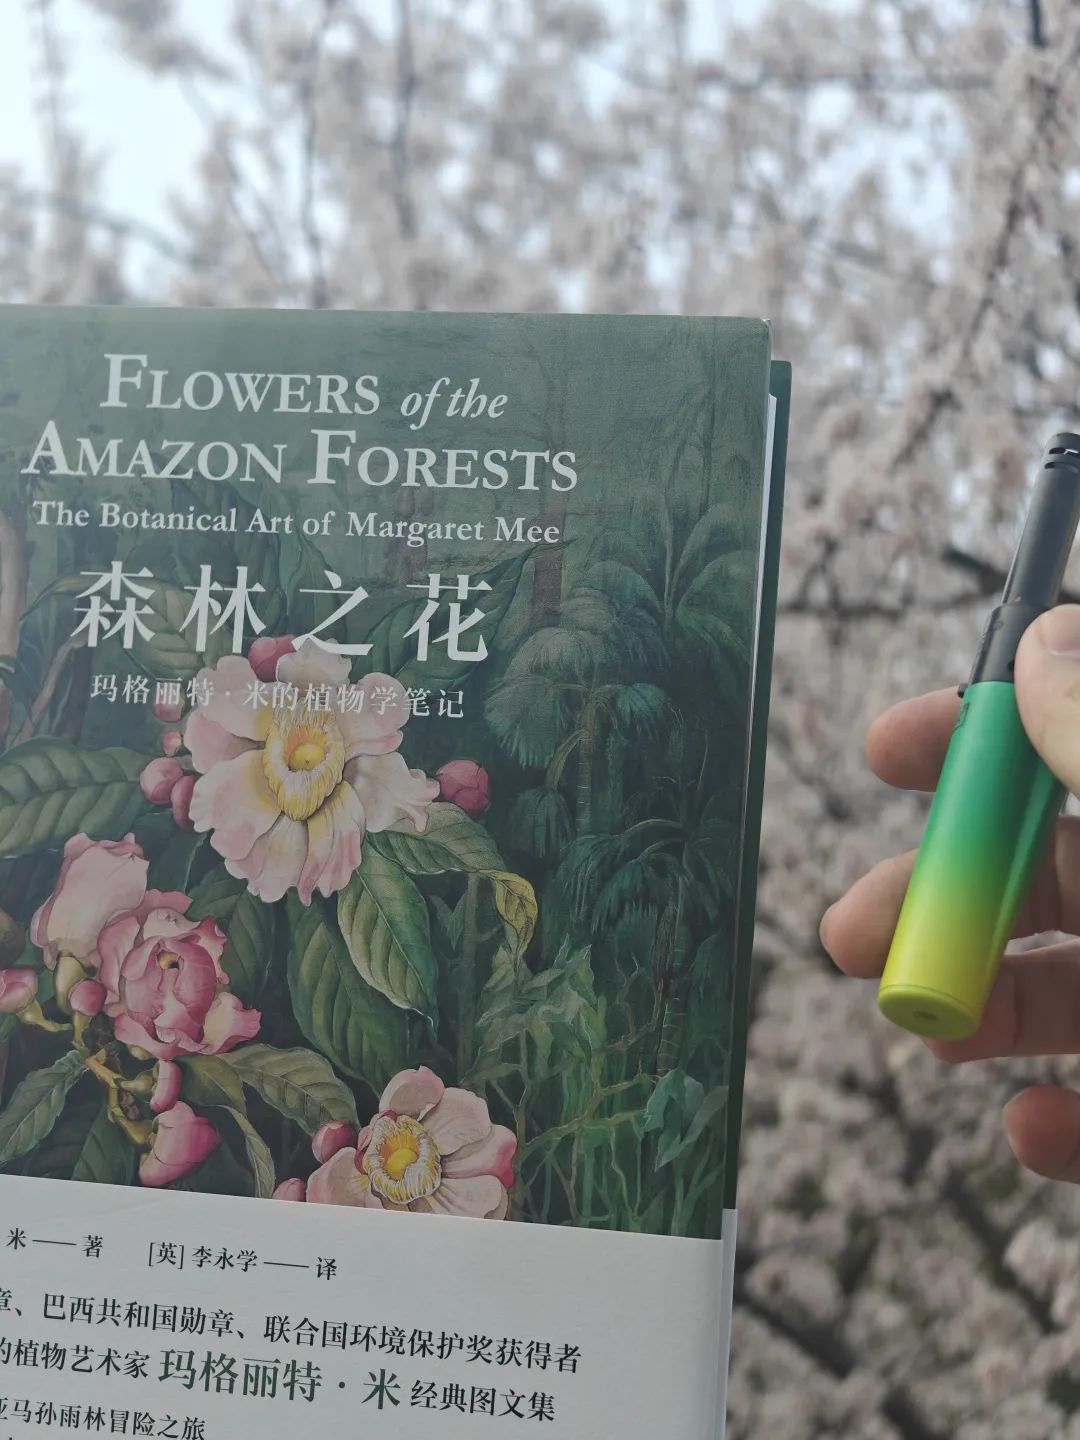 FLOWERS of the
AMAZON FORESTS
The Botanical Art of Margaret Mee
森林之花
玛格丽特·米的植物学笔记
米——著 [英]李永学——译
章、巴西共和国勋章、联合国环境保护奖获得者
的植物艺术家 玛格丽特·米 经典图文集
亚马孙雨林冒险之旅